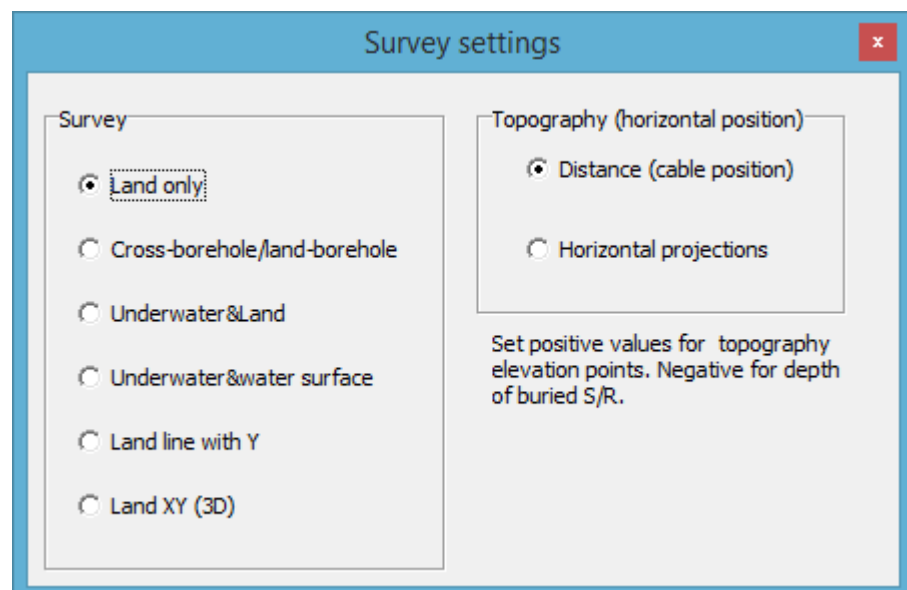 Survey settings
x
Survey
Land only
Cross-borehole/land-borehole
Underwater&Land
Underwater&water surface
Land line with Y
Land XY (3D)
Topography (horizontal position)
Distance (cable position)
Horizontal projections
Set positive values for  topography
elevation points. Negative for depth
of buried S/R.